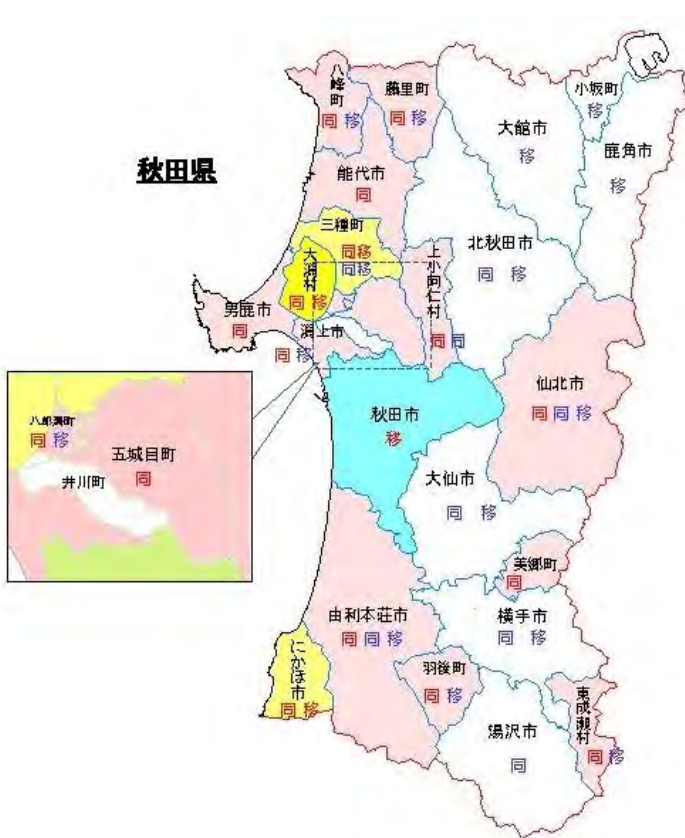 秋田県
八峰町
同 移
藤里町
同 移
小坂町
移
大館市
移
鹿角市
移
能代市
同
三種町
同移
同移
大潟村
同 移
北秋田市
同 移
上小阿仁村
同 同
男鹿市
同
潟上市
同 移
仙北市
同 同 移
秋田市
移
八郎潟町
同 移
五城目町
同
井川町
大仙市
同 移
美郷町
同
由利本荘市
同 同 移
横手市
同 移
にかほ市
同 移
羽後町
同 移
湯沢市
同
東成瀬村
同 移